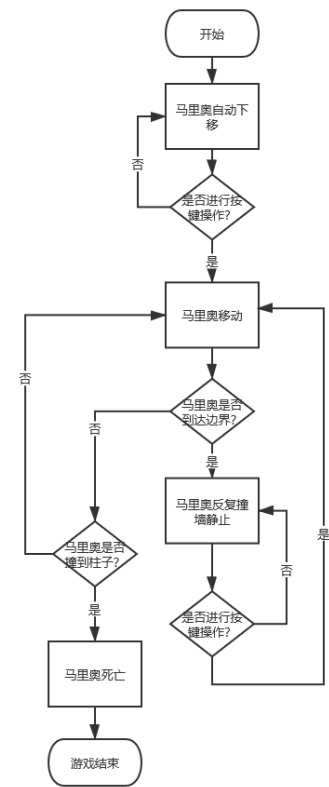 开始
马里奥自动下
移
否
是否进行按
键操作?
是
马里奥移动
否
马里奥是否
到达边界?
否
是
马里奥反复撞
墙静止
是
马里奥是否
撞到柱子?
否
是否进行按
键操作?
是
马里奥死亡
游戏结束